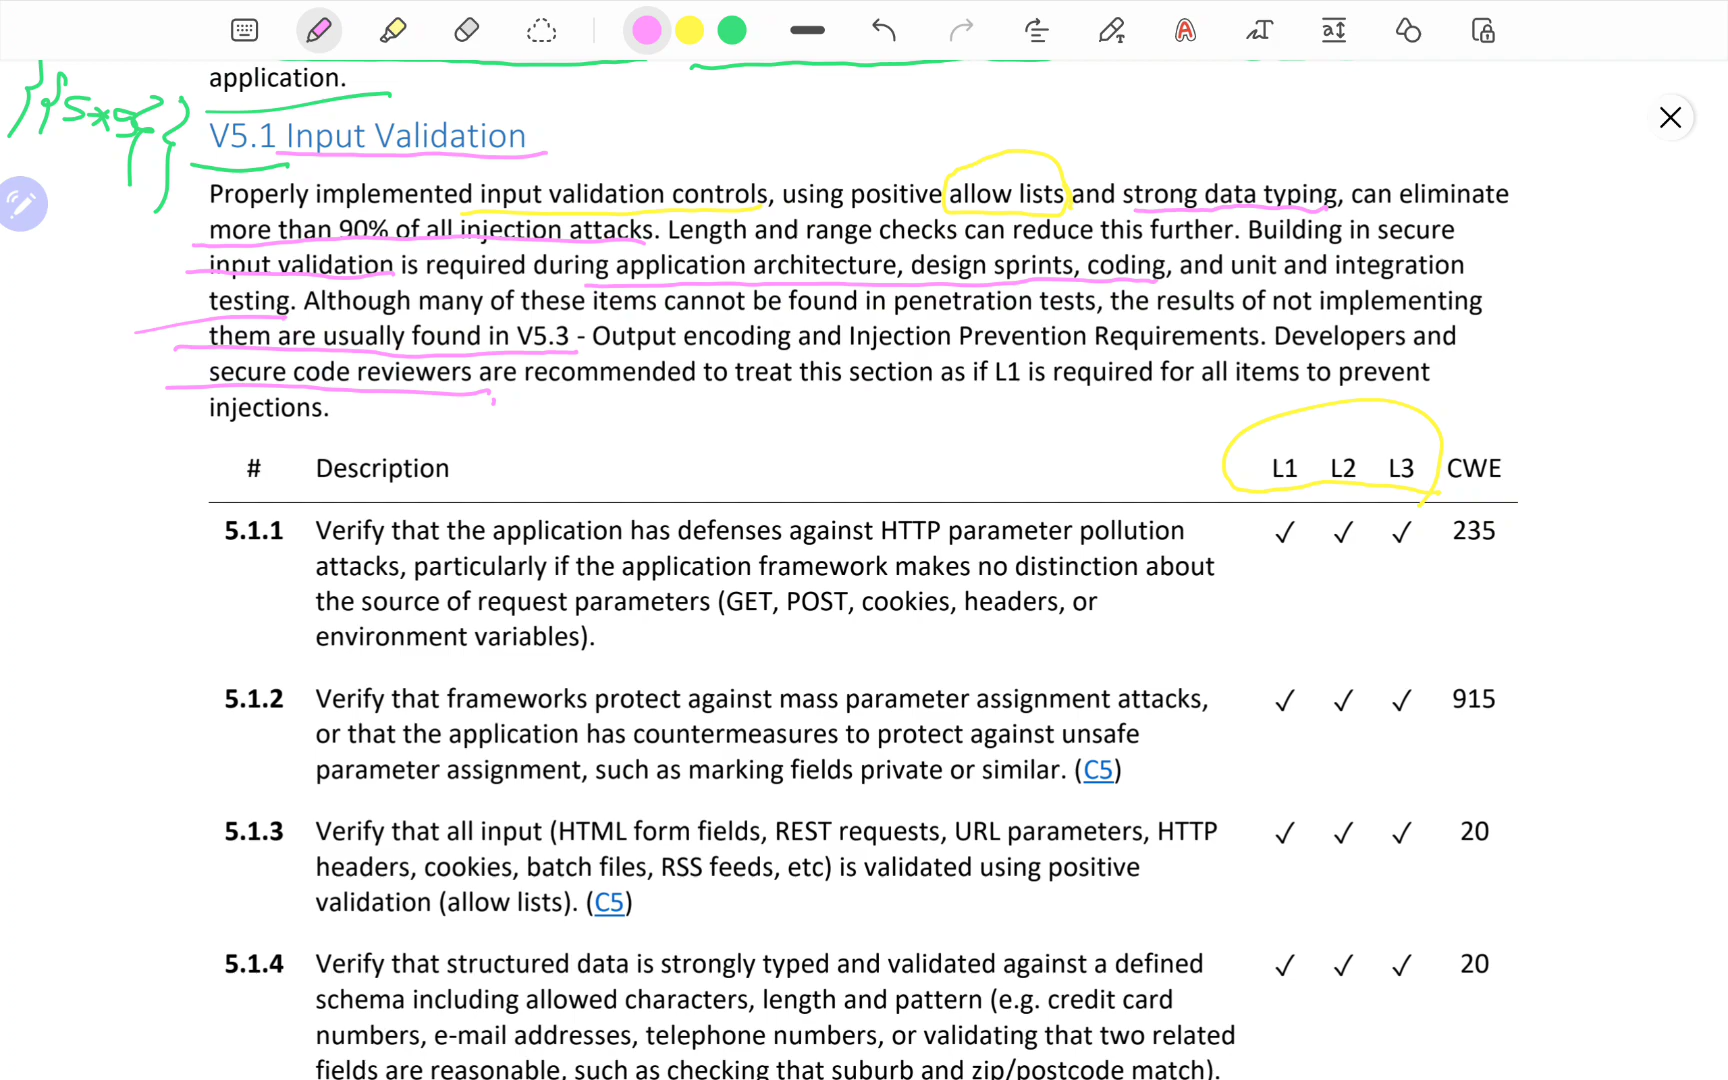 application.
{{5*5}}
V5.1 Input Validation
Properly implemented input validation controls, using positive allow lists and strong data typing, can eliminate
more than 90% of all injection attacks. Length and range checks can reduce this further. Building in secure
input validation is required during application architecture, design sprints, coding, and unit and integration
testing. Although many of these items cannot be found in penetration tests, the results of not implementing
them are usually found in V5.3 - Output encoding and Injection Prevention Requirements. Developers and
secure code reviewers are recommended to treat this section as if L1 is required for all items to prevent
injections.
# Description L1 L2 L3 CWE
5.1.1 Verify that the application has defenses against HTTP parameter pollution ✓ ✓ ✓ 235
attacks, particularly if the application framework makes no distinction about
the source of request parameters (GET, POST, cookies, headers, or
environment variables).
5.1.2 Verify that frameworks protect against mass parameter assignment attacks, ✓ ✓ ✓ 915
or that the application has countermeasures to protect against unsafe
parameter assignment, such as marking fields private or similar. (C5)
5.1.3 Verify that all input (HTML form fields, REST requests, URL parameters, HTTP ✓ ✓ ✓ 20
headers, cookies, batch files, RSS feeds, etc) is validated using positive
validation (allow lists). (C5)
5.1.4 Verify that structured data is strongly typed and validated against a defined ✓ ✓ ✓ 20
schema including allowed characters, length and pattern (e.g. credit card
numbers, e-mail addresses, telephone numbers, or validating that two related
fields are reasonable, such as checking that suburb and zip/postcode match).